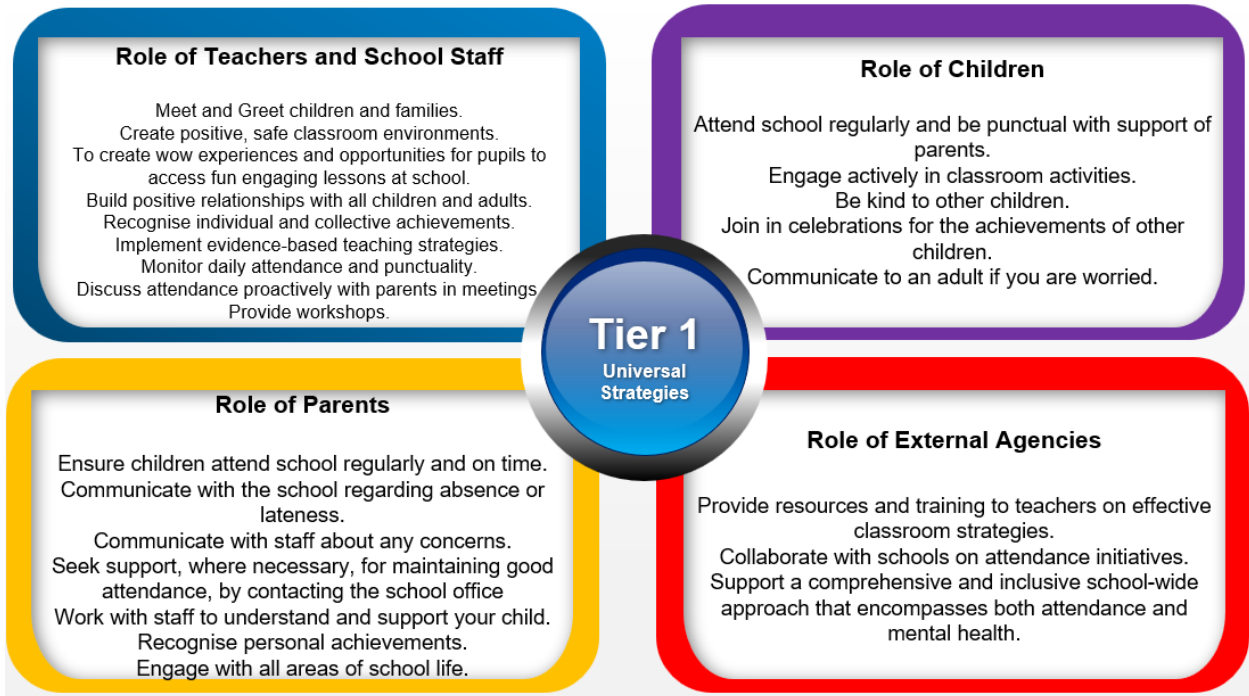 Role of Teachers and School Staff
Meet and Greet children and families.
Create positive, safe classroom environments.
To create wow experiences and opportunities for pupils to
access fun engaging lessons at school.
Build positive relationships with all children and adults.
Recognise individual and collective achievements.
Implement evidence-based teaching strategies.
Monitor daily attendance and punctuality.
Discuss attendance proactively with parents in meetings
Provide workshops.
Role of Children
Attend school regularly and be punctual with support of
parents.
Engage actively in classroom activities.
Be kind to other children.
Join in celebrations for the achievements of other
children.
Communicate to an adult if you are worried.
Tier 1
Universal
Strategies
Role of Parents
Ensure children attend school regularly and on time.
Communicate with the school regarding absence or
lateness.
Communicate with staff about any concerns.
Seek support, where necessary, for maintaining good
attendance, by contacting the school office
Work with staff to understand and support your child.
Recognise personal achievements.
Engage with all areas of school life.
Role of External Agencies
Provide resources and training to teachers on effective
classroom strategies.
Collaborate with schools on attendance initiatives.
Support a comprehensive and inclusive school-wide
approach that encompasses both attendance and
mental health.